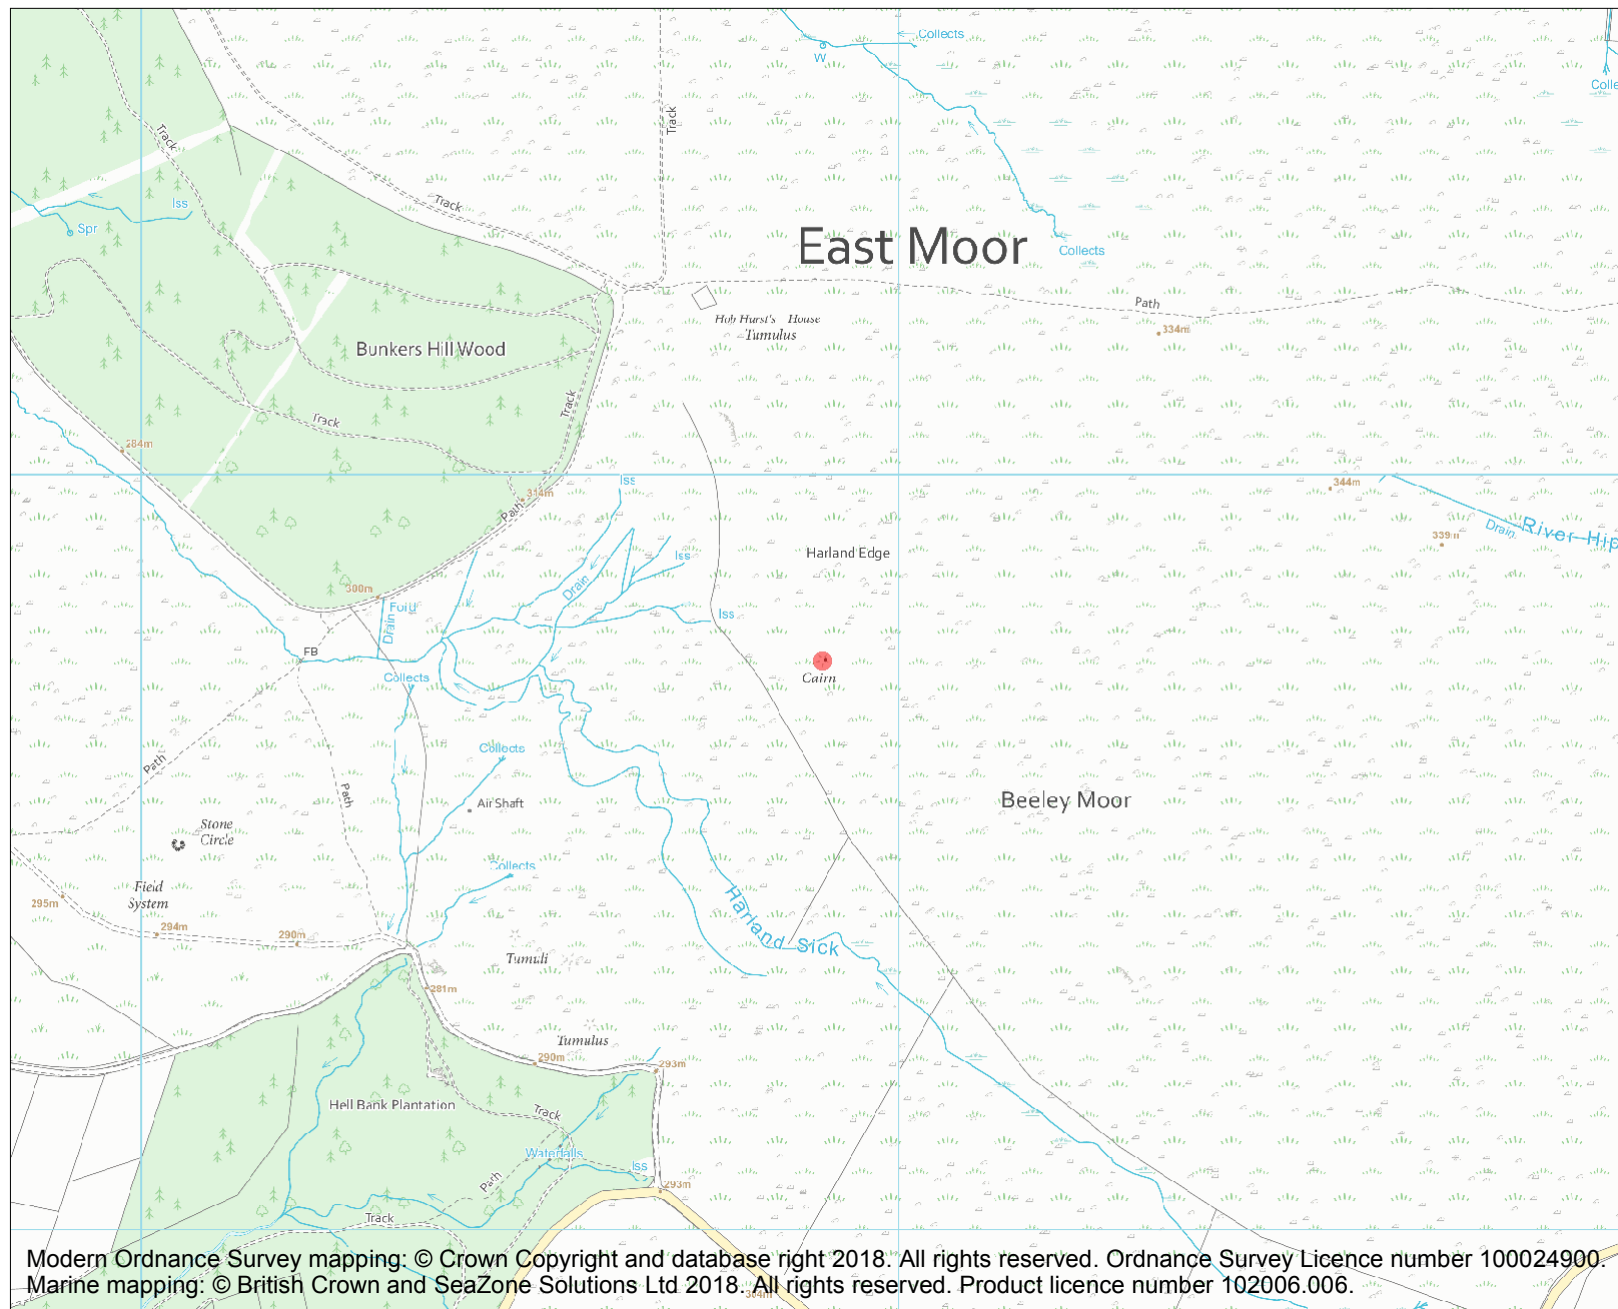 Collects
W
Colle
Track
Track
Iss
Spr
Track
East Moor
Collects
Path
334m
Hob Hurst's House
Tumulus
Bunkers Hill Wood
Track
Track
284m
314m
Path
Iss
344m
339m
Drain
River Hip
Harland Edge
Iss
Drain
300m
Ford
Drain
Iss
FB
Collects
Cairn
Collects
Path
Path
Air Shaft
Beeley Moor
Stone
Circle
Collects
Field
System
295m
294m
290m
Harland Sick
Tumuli
281m
Tumulus
290m
293m
Hell Bank Plantation
Track
Waterfalls
Iss
Path
293m
Track
304m
Modern Ordnance Survey mapping: © Crown Copyright and database right 2018. All rights reserved. Ordnance Survey Licence number 100024900.
Marine mapping: © British Crown and SeaZone Solutions Ltd 2018. All rights reserved. Product licence number 102006.006.